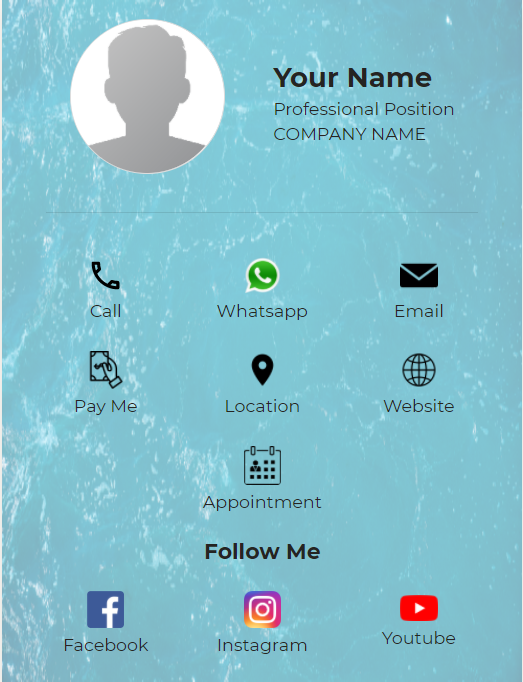 Your Name
Professional Position
COMPANY NAME
Call Whatsapp Email
Pay Me Location Website
Appointment
Follow Me
Facebook Instagram Youtube